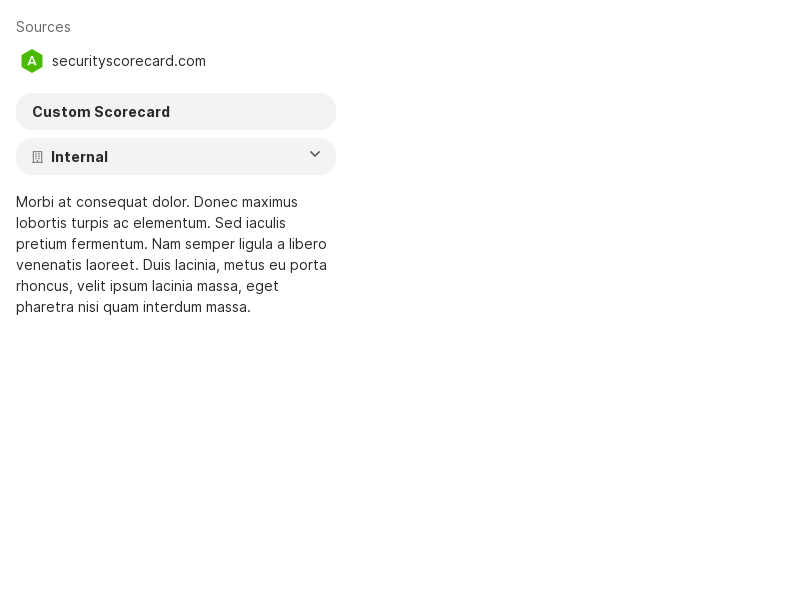 Sources
A securityscorecard.com
Custom Scorecard
Internal
Morbi at consequat dolor. Donec maximus
lobortis turpis ac elementum. Sed iaculis
pretium fermentum. Nam semper ligula a libero
venenatis laoreet. Duis lacinia, metus eu porta
rhoncus, velit ipsum lacinia massa, eget
pharetra nisi quam interdum massa.